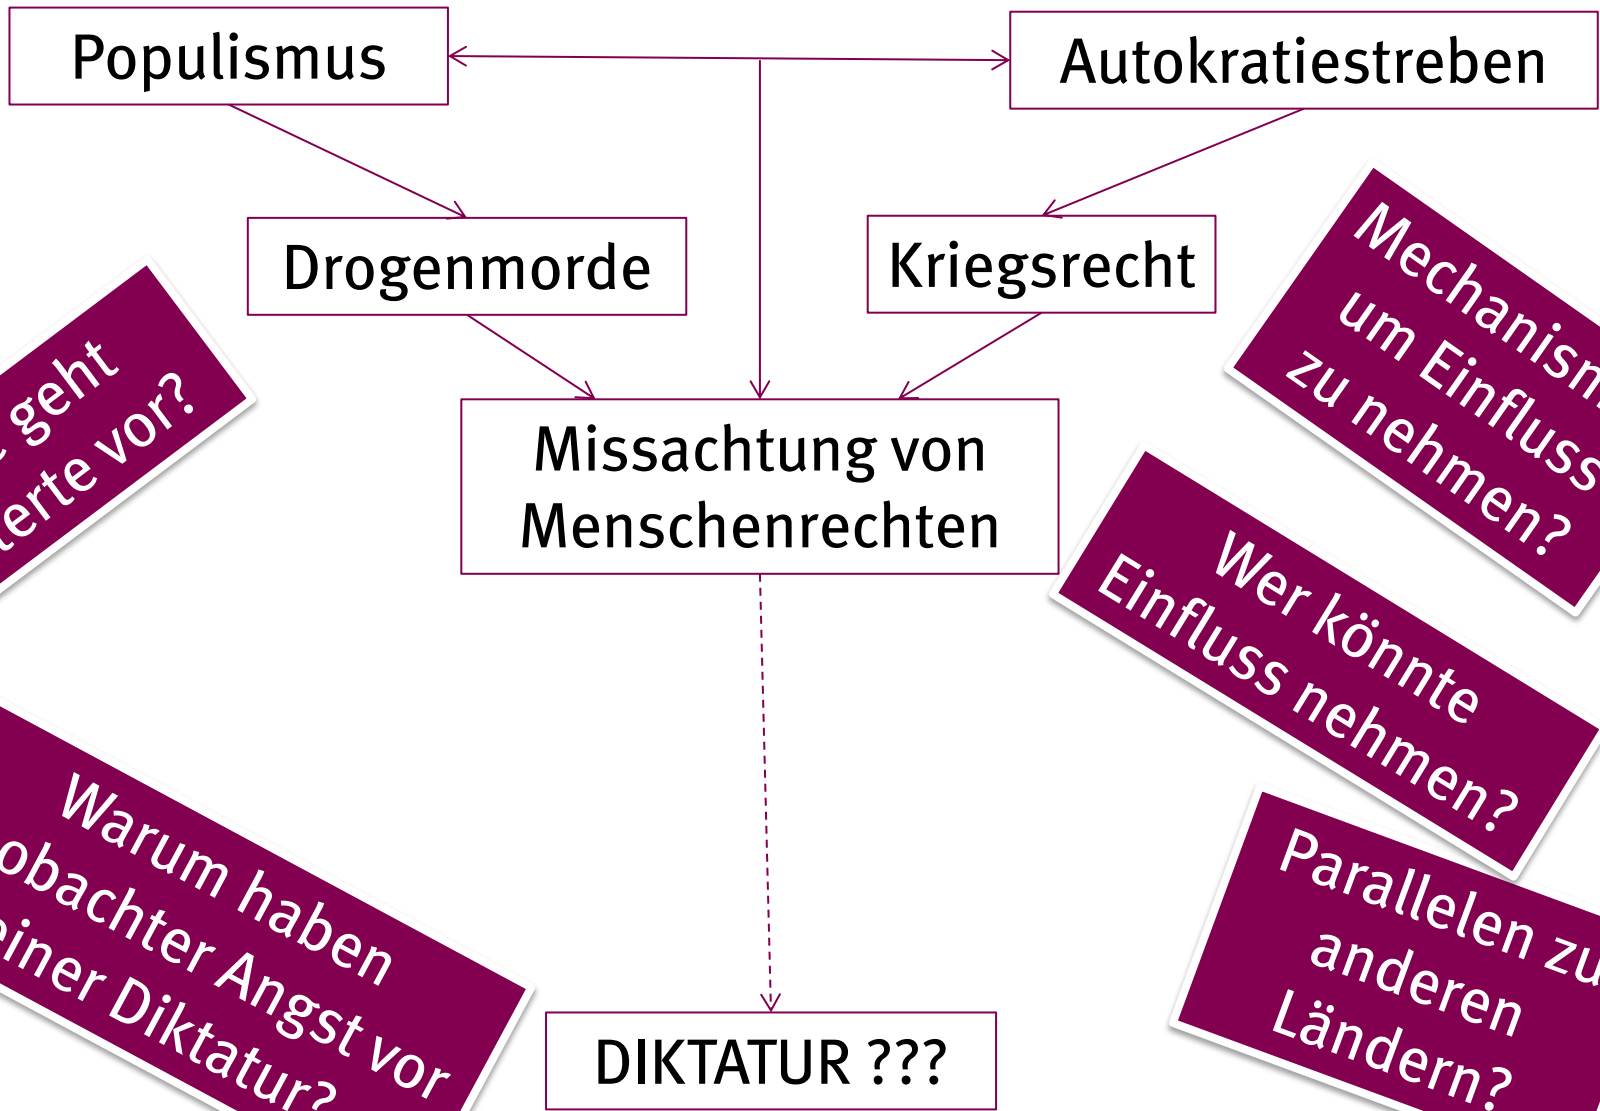 Populismus
Autokratiestreben
Drogenmorde
Kriegsrecht
Missachtung von
Menschenrechten
DIKTATUR ???
geht
vor?
Warum haben
Angst vor
einer Diktatur?
um Einfluss
zu nehmen?
Wer könnte
Einfluss nehmen?
Parallelen zu
anderen
Ländern?